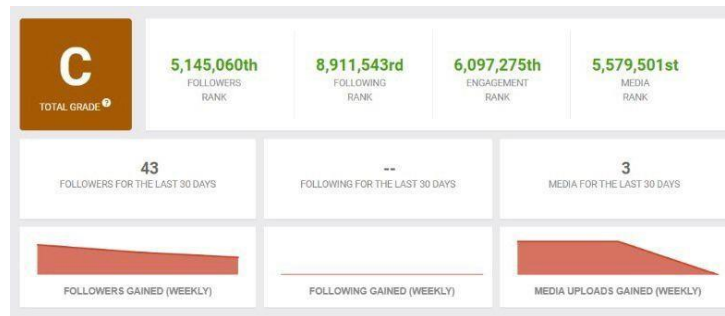 C
TOTAL GRADE ?
5,145,060th
FOLLOWERS
RANK
8,911,543rd
FOLLOWING
RANK
6,097,275th
ENGAGEMENT
RANK
5,579,501st
MEDIA
RANK
43
FOLLOWERS FOR THE LAST 30 DAYS
--
FOLLOWING FOR THE LAST 30 DAYS
3
MEDIA FOR THE LAST 30 DAYS
FOLLOWERS GAINED (WEEKLY)
FOLLOWING GAINED (WEEKLY)
MEDIA UPLOADS GAINED (WEEKLY)